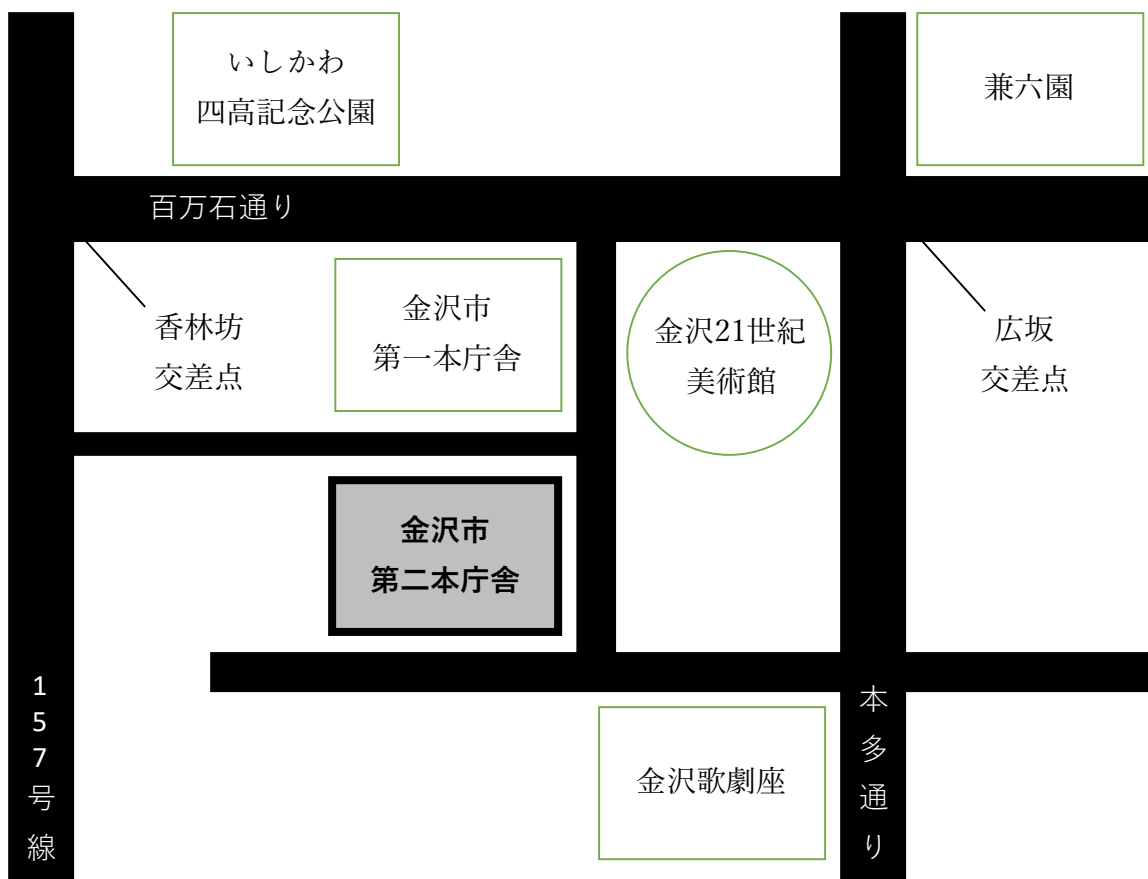 いしかわ
四高記念公園
兼六園
百万石通り
香林坊
交差点
金沢市
第一本庁舎
金沢21世紀
美術館
広坂
交差点
金沢市
第二本庁舎
157号線
金沢歌劇座
本多通り